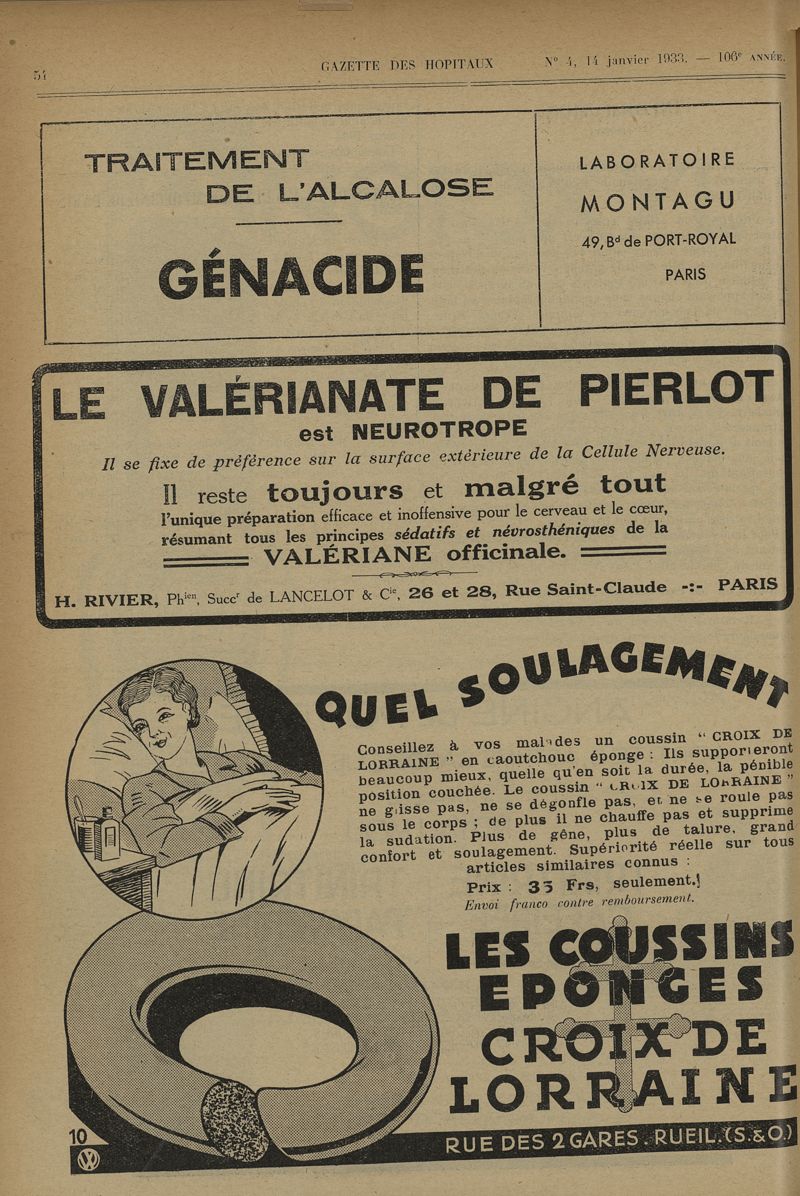 54
GAZETTE DES HOPITAUX
N° 4, 14 janvier 1933. — 106e ANNÉE.
TRAITEMENT
DE L'ALCALOSE
GÉNACIDE
LABORATOIRE
MONTAGU
49, Bd de PORT-ROYAL
PARIS
LE VALÉRIANATE DE PIERLOT
est NEUROTROPE
Il se fixe de préférence sur la surface extérieure de la Cellule Nerveuse.
Il reste toujours et malgré tout
l'unique préparation efficace et inoffensive pour le cerveau et le cœur,
résumant tous les principes sédatifs et névrosthéniques de la
VALÉRIANE officinale.
H. RIVIER, Phien, Succr de LANCELOT & Cie, 26 et 28, Rue Saint-Claude -:- PARIS
QUEL SOULAGEMENT
Conseillez à vos malades un coussin “ CROIX DE
LORRAINE ” en caoutchouc éponge : Ils supporteront
beaucoup mieux, quelle qu'en soit la durée, la pénible
position couchée. Le coussin “ CROIX DE LORRAINE ”
ne glisse pas, ne se dégonfle pas, et ne se roule pas
sous le corps ; de plus il ne chauffe pas et supprime
la sudation. Plus de gêne, plus de talure, grand
confort et soulagement. Supériorité réelle sur tous
articles similaires connus :
Prix : 35 Frs, seulement.
Envoi franco contre remboursement.
LES COUSSINS
EPONGES
CROIX DE
LORRAINE
10
RUE DES 2 GARES. RUEIL. (S.&O.)